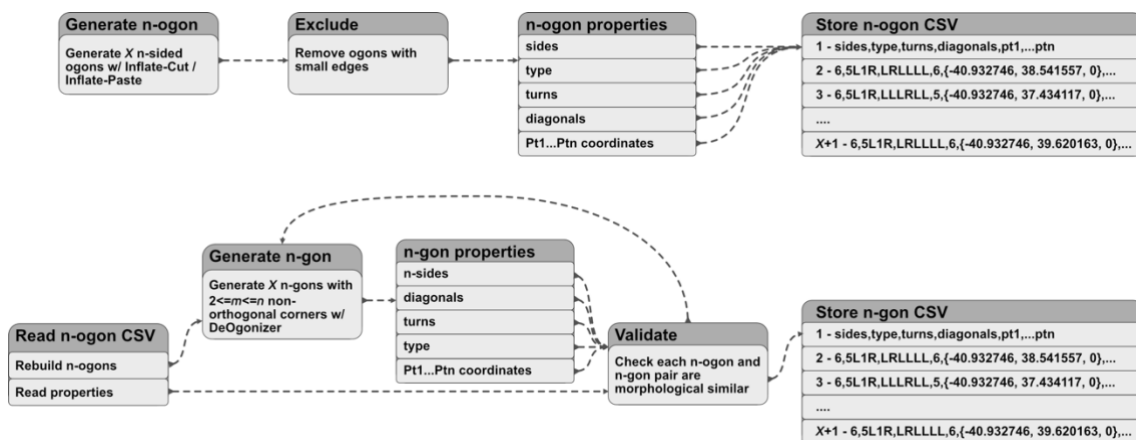 Generate n-ogon
Generate X n-sided
ogons w/ Inflate-Cut /
Inflate-Paste
Exclude
Remove ogons with
small edges
n-ogon properties
sides
type
turns
diagonals
Pt1...Ptn coordinates
Store n-ogon CSV
1 - sides,type,turns,diagonals,pt1,...ptn
2 - 6,5L1R,LRLLLL,6,{-40.932746, 38.541557, 0},...
3 - 6,5L1R,LLLRLL,5,{-40.932746, 37.434117, 0},...
....
X+1 - 6,5L1R,LRLLLL,6,{-40.932746, 39.620163, 0},...
Read n-ogon CSV
Rebuild n-ogons
Read properties
Generate n-gon
Generate X n-gons with
2<=m<=n non-
orthogonal corners w/
DeOgonizer
n-gon properties
n-sides
diagonals
turns
type
Pt1...Ptn coordinates
Validate
Check each n-ogon and
n-gon pair are
morphological similar
Store n-gon CSV
1 - sides,type,turns,diagonals,pt1,...ptn
2 - 6,5L1R,LRLLLL,6,{-40.932746, 38.541557, 0},...
3 - 6,5L1R,LLLRLL,5,{-40.932746, 37.434117, 0},...
....
X+1 - 6,5L1R,LRLLLL,6,{-40.932746, 39.620163, 0},...